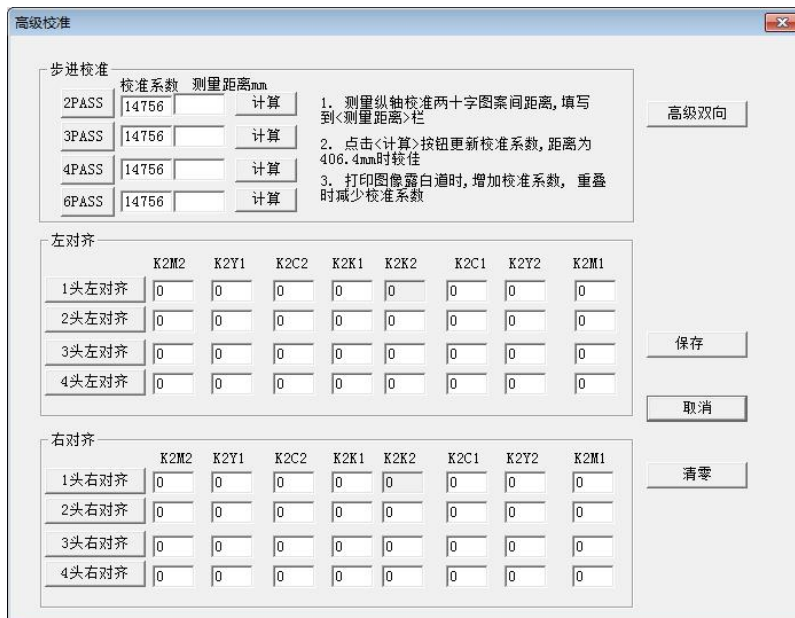 高级校准
步进校准
校准系数 测量距离mm
2PASS 14756 计算
3PASS 14756 计算
4PASS 14756 计算
6PASS 14756 计算
1. 测量纵轴校准两十字图案间距离,填写
到<测量距离>栏
2. 点击<计算>按钮更新校准系数,距离为
406.4mm时较佳
3. 打印图像露白道时,增加校准系数, 重叠
时减少校准系数
高级双向
左对齐
K2M2 K2Y1 K2C2 K2K1 K2K2 K2C1 K2Y2 K2M1
1头左对齐 0 0 0 0 0 0 0 0
2头左对齐 0 0 0 0 0 0 0 0
3头左对齐 0 0 0 0 0 0 0 0
4头左对齐 0 0 0 0 0 0 0 0
保存
取消
右对齐
K2M2 K2Y1 K2C2 K2K1 K2K2 K2C1 K2Y2 K2M1
1头右对齐 0 0 0 0 0 0 0 0
2头右对齐 0 0 0 0 0 0 0 0
3头右对齐 0 0 0 0 0 0 0 0
4头右对齐 0 0 0 0 0 0 0 0
清零